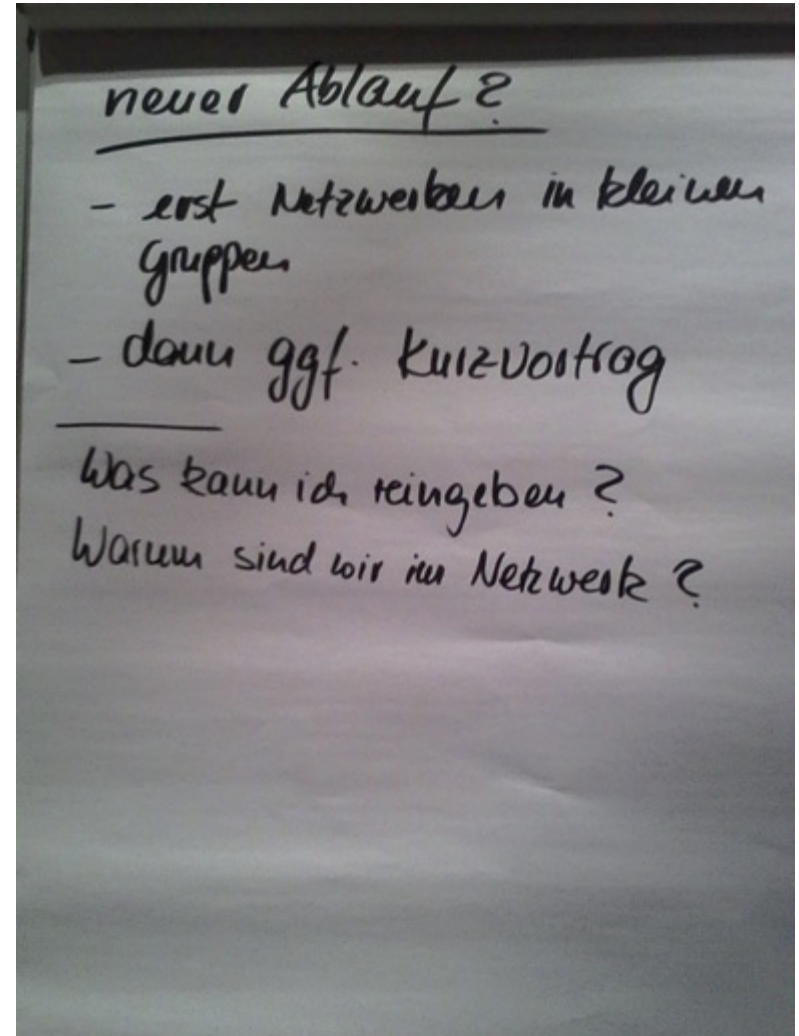 neuer Ablauf?
- erst Netzwerken in kleinen
Gruppen
- dann ggf. Kurzvortrag
Was kann ich reingeben?
Warum sind wir im Netzwerk?